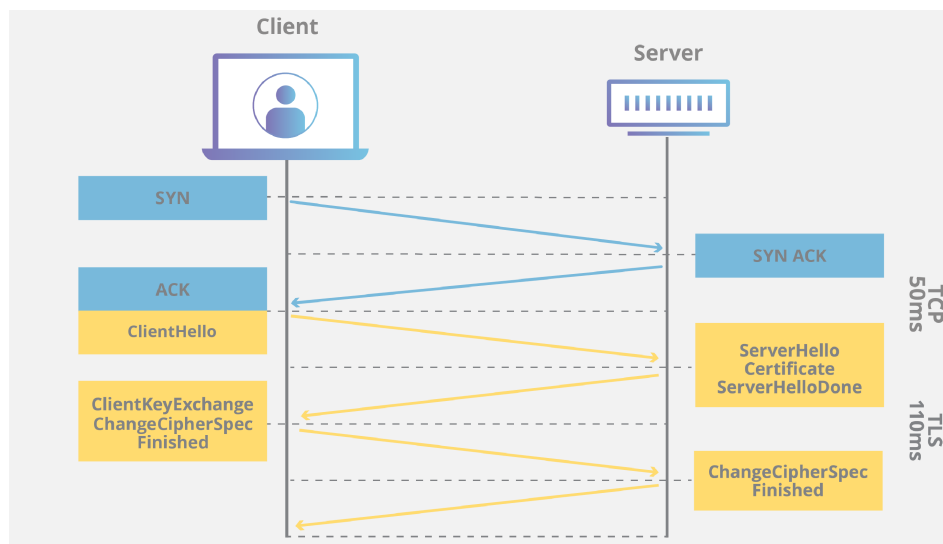 Client
Server
SYN
SYN ACK
ACK
ClientHello
TCP
50ms
ServerHello
Certificate
ServerHelloDone
ClientKeyExchange
ChangeCipherSpec
Finished
TLS
110ms
ChangeCipherSpec
Finished